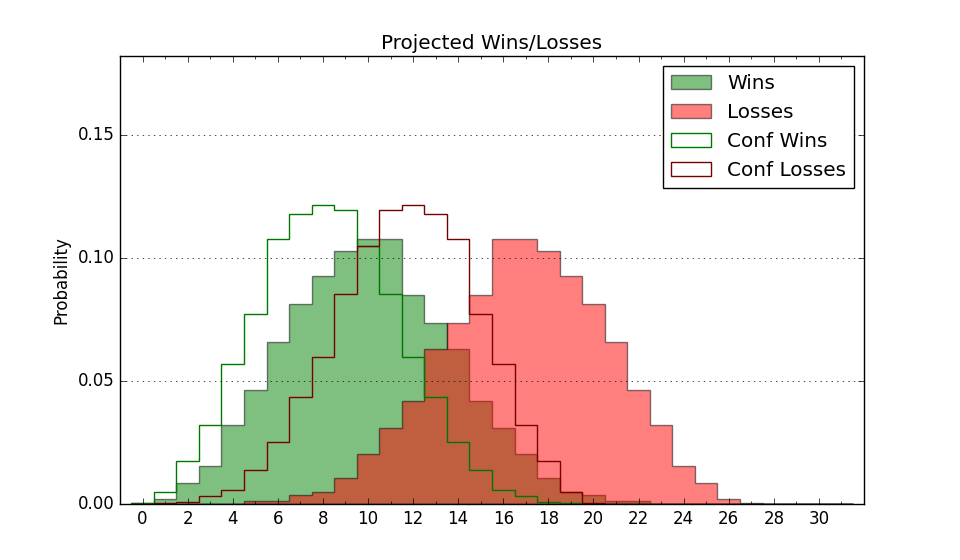 Projected Wins/Losses
Wins
Losses
Conf Wins
Conf Losses
Probability
0.15
0.10
0.05
0.00
0 2 4 6 8 10 12 14 16 18 20 22 24 26 28 30